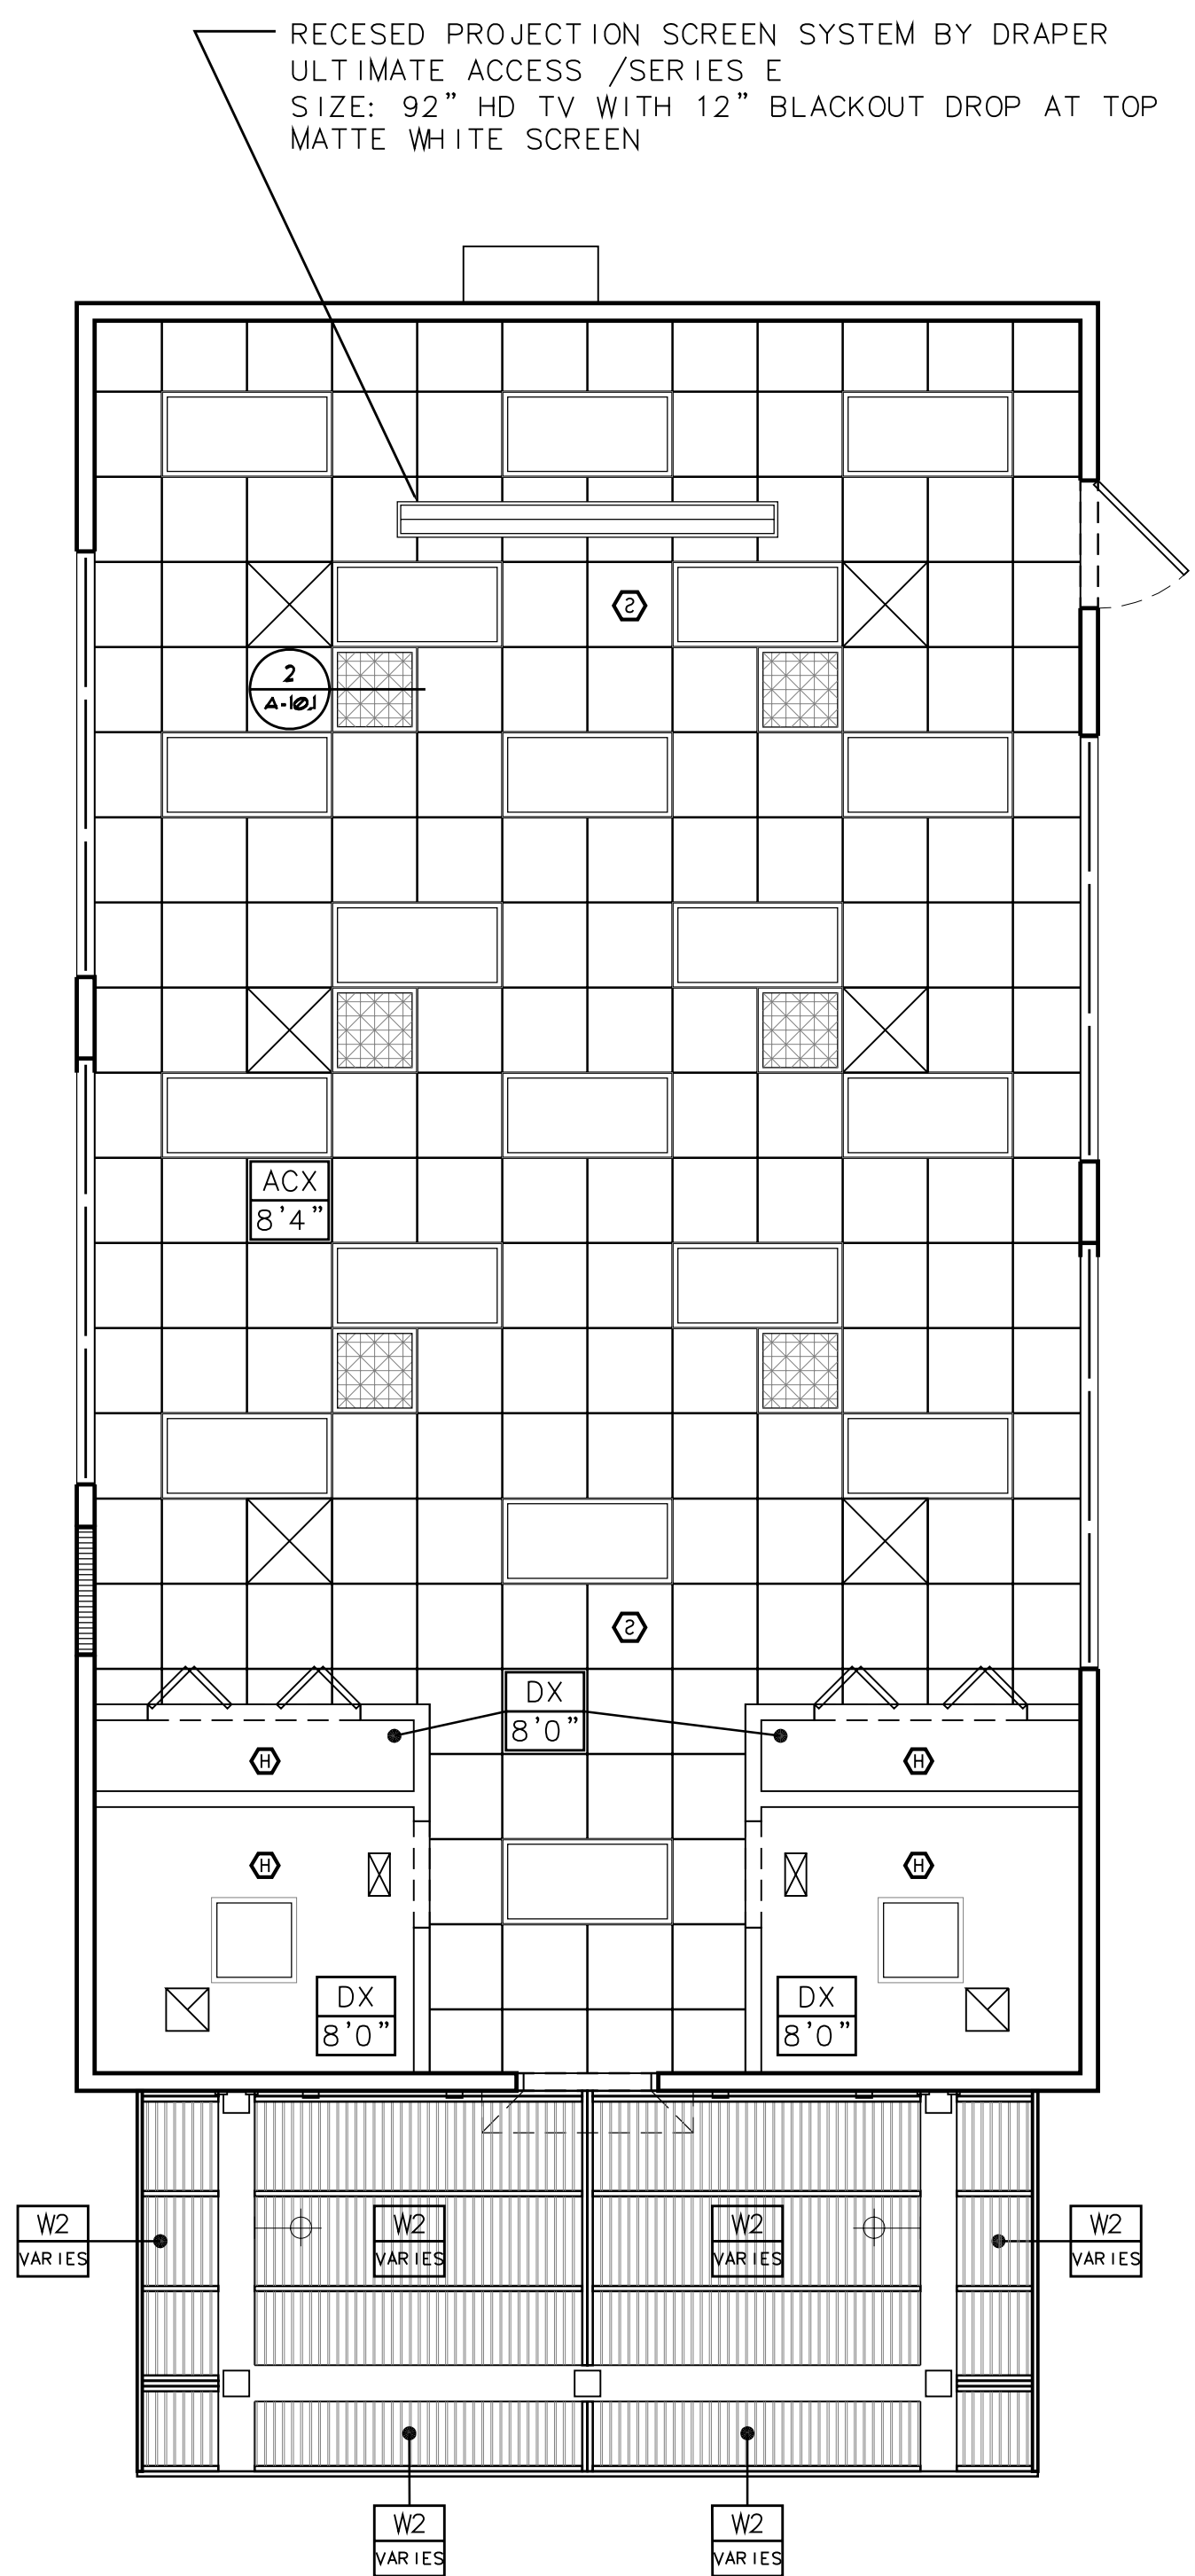 RECESED PROJECTION SCREEN SYSTEM BY DRAPER
ULTIMATE ACCESS /SERIES E
SIZE: 92" HD TV WITH 12" BLACKOUT DROP AT TOP
MATTE WHITE SCREEN
S
2
A-101
ACX
8'4"
S
DX
8'0"
H
H
H
H
DX
8'0"
DX
8'0"
W2
VARIES
W2
VARIES
W2
VARIES
W2
VARIES
W2
VARIES
W2
VARIES